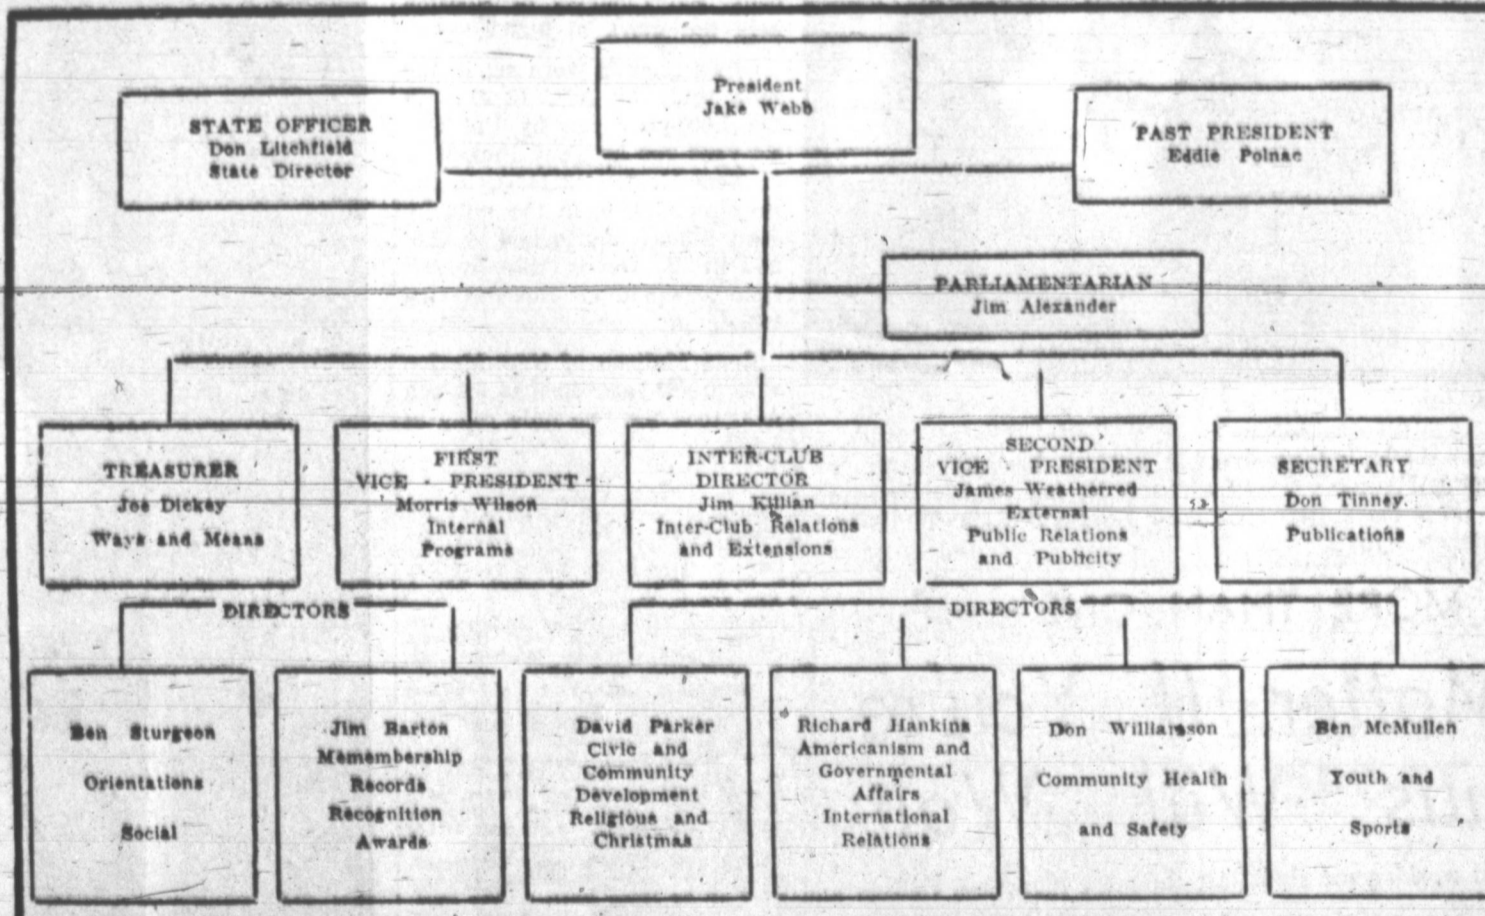 President
Jake Webb
STATE OFFICER
Don Litchfield
State Director
PAST PRESIDENT
Eddie Polnac
PARLIAMENTARIAN
Jim Alexander
TREASURER
Joe Dickey
Ways and Means
FIRST
VICE - PRESIDENT
Morris Wilson
Internal
Programs
INTER-CLUB
DIRECTOR
Jim Killian
Inter-Club Relations
and Extensions
SECOND
VICE - PRESIDENT
James Weatherred
External
Public Relations
and Publicity
SECRETARY
Don Tinney
Publications
DIRECTORS
DIRECTORS
Ben Sturgeon
Orientations
Social
Jim Barton
Memembership
Records
Recognition
Awards
David Parker
Civic and
Community
Development
Religious and
Christmas
Richard Hankins
Americanism and
Governmental
Affairs
International
Relations
Don Williamson
Community Health
and Safety
Ben McMullen
Youth and
Sports